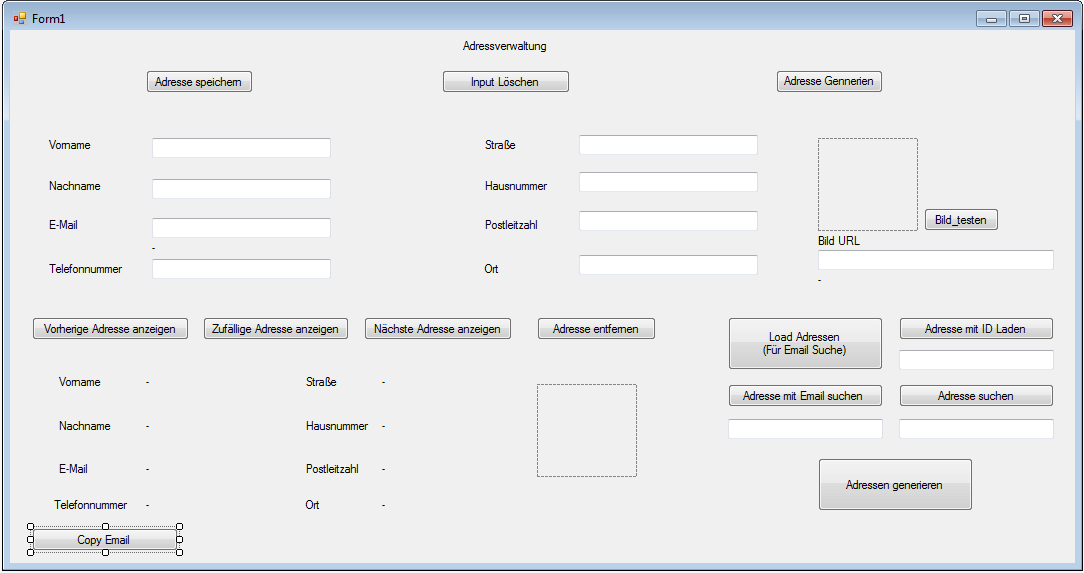 Form1
Adressverwaltung
Adresse speichern
Input Löschen
Adresse Gennerien
Vorname
Straße
Nachname
Hausnummer
E-Mail
Postleitzahl
Bild_testen
-
Bild URL
Telefonnummer
Ort
-
Vorherige Adresse anzeigen
Zufällige Adresse anzeigen
Nächste Adresse anzeigen
Adresse entfernen
Load Adressen
(Für Email Suche)
Adresse mit ID Laden
Vorname -
Straße -
Adresse mit Email suchen
Adresse suchen
Nachname -
Hausnummer -
E-Mail -
Postleitzahl -
Adressen generieren
Telefonnummer -
Ort -
Copy Email